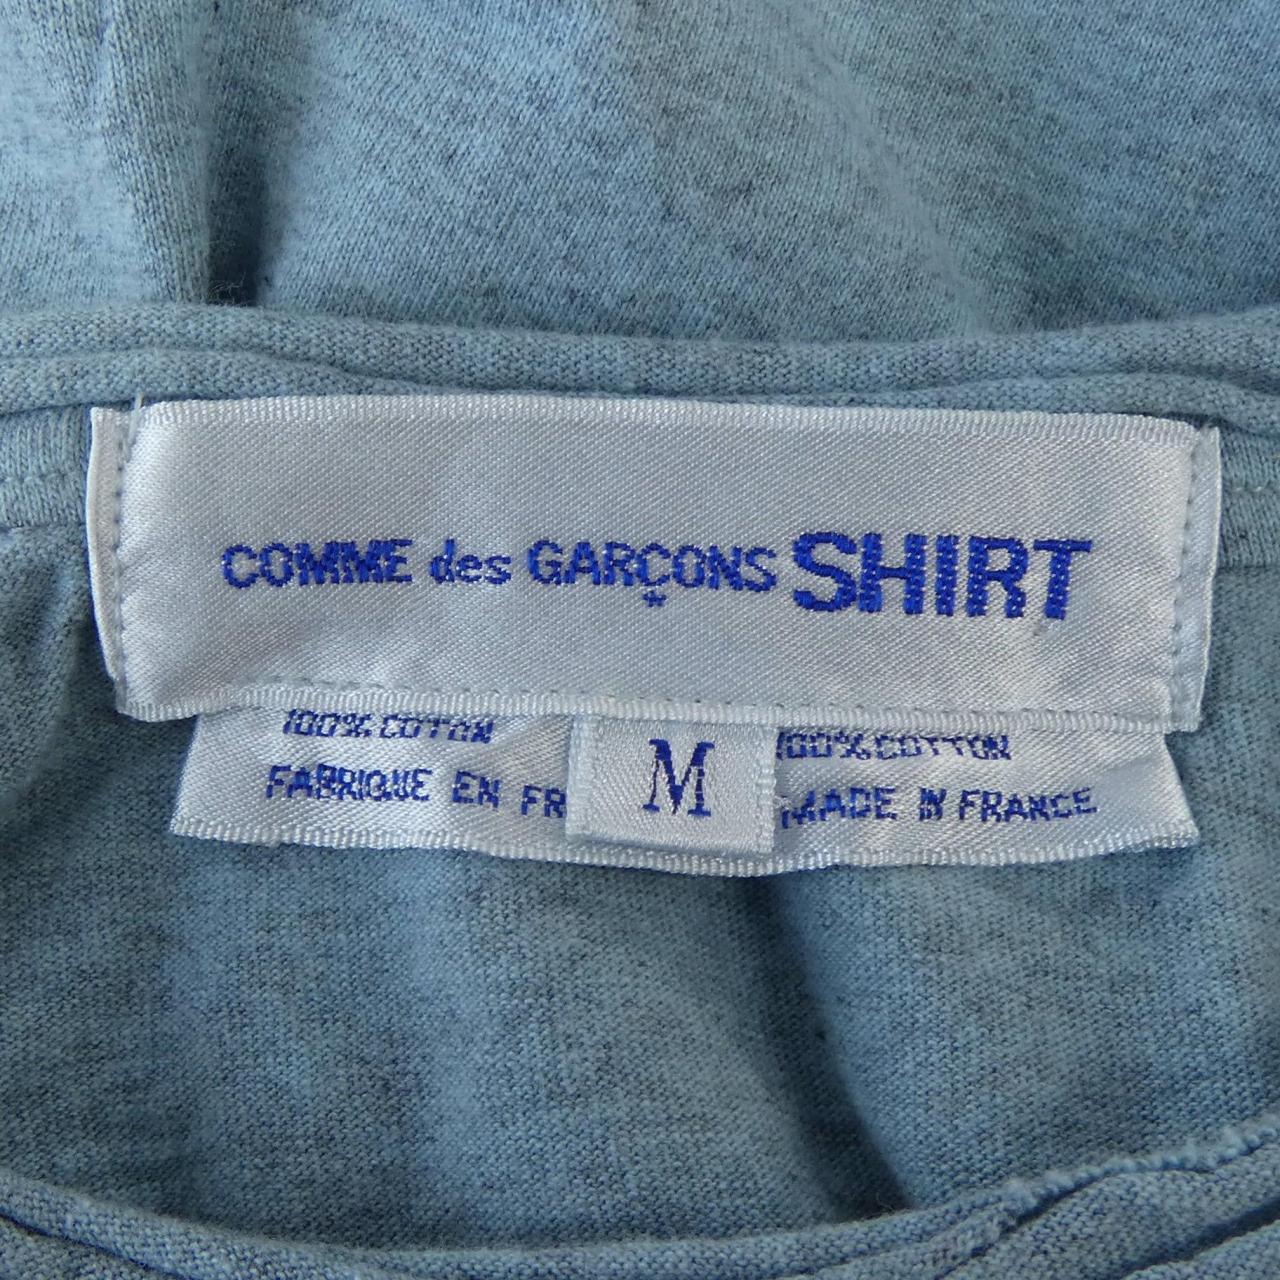 COMME des GARÇONS SHIRT
100% COTTON 100% COTTON
FABRIQUE EN FR M MADE IN FRANCE